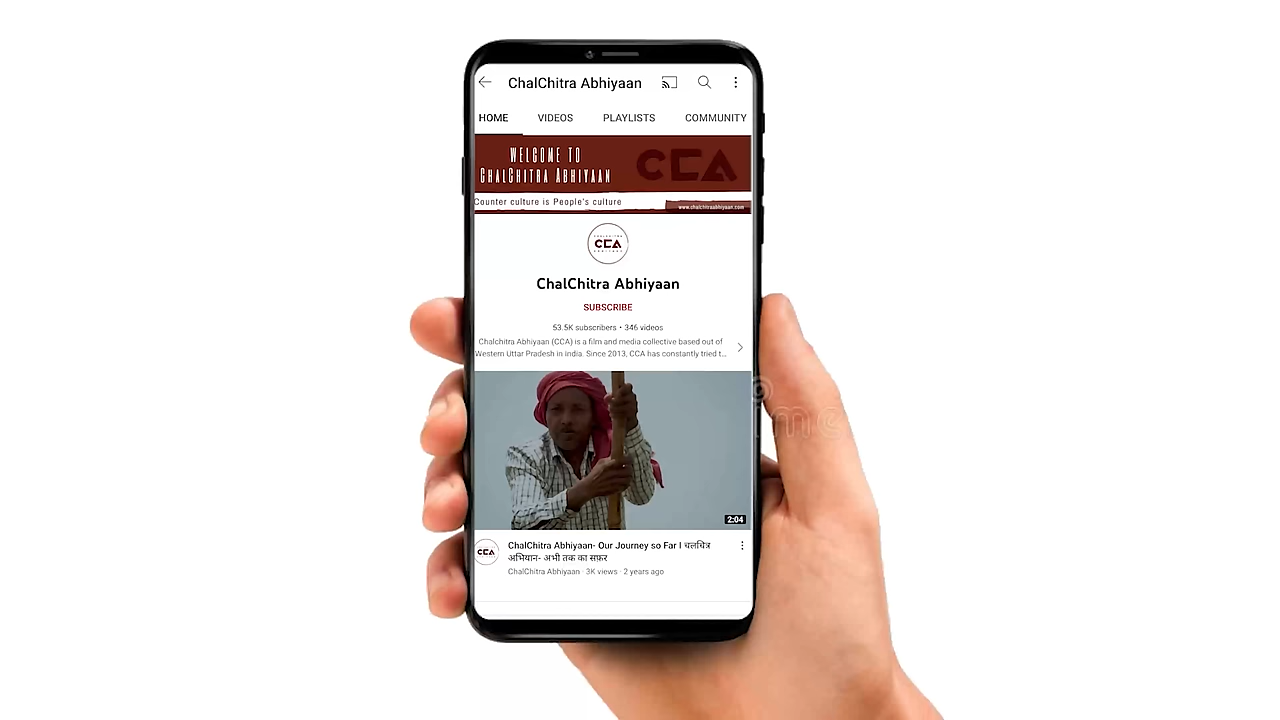 ChalChitra Abhiyaan
HOME VIDEOS PLAYLISTS COMMUNITY
WELCOME TO
CHALCHITRA ABHIYAAN
CCA
Counter culture is People's culture
www.chalchitraabhiyaan.com
CHALCHITRA
CCA
ABHIYAAN
ChalChitra Abhiyaan
SUBSCRIBE
53.5K subscribers • 346 videos
Chalchitra Abhiyaan (CCA) is a film and media collective based out of
Western Uttar Pradesh in India. Since 2013, CCA has constantly tried t...
2:04
CCA
ChalChitra Abhiyaan- Our Journey so Far I चलचित्र
अभियान- अभी तक का सफ़र
ChalChitra Abhiyaan · 3K views · 2 years ago